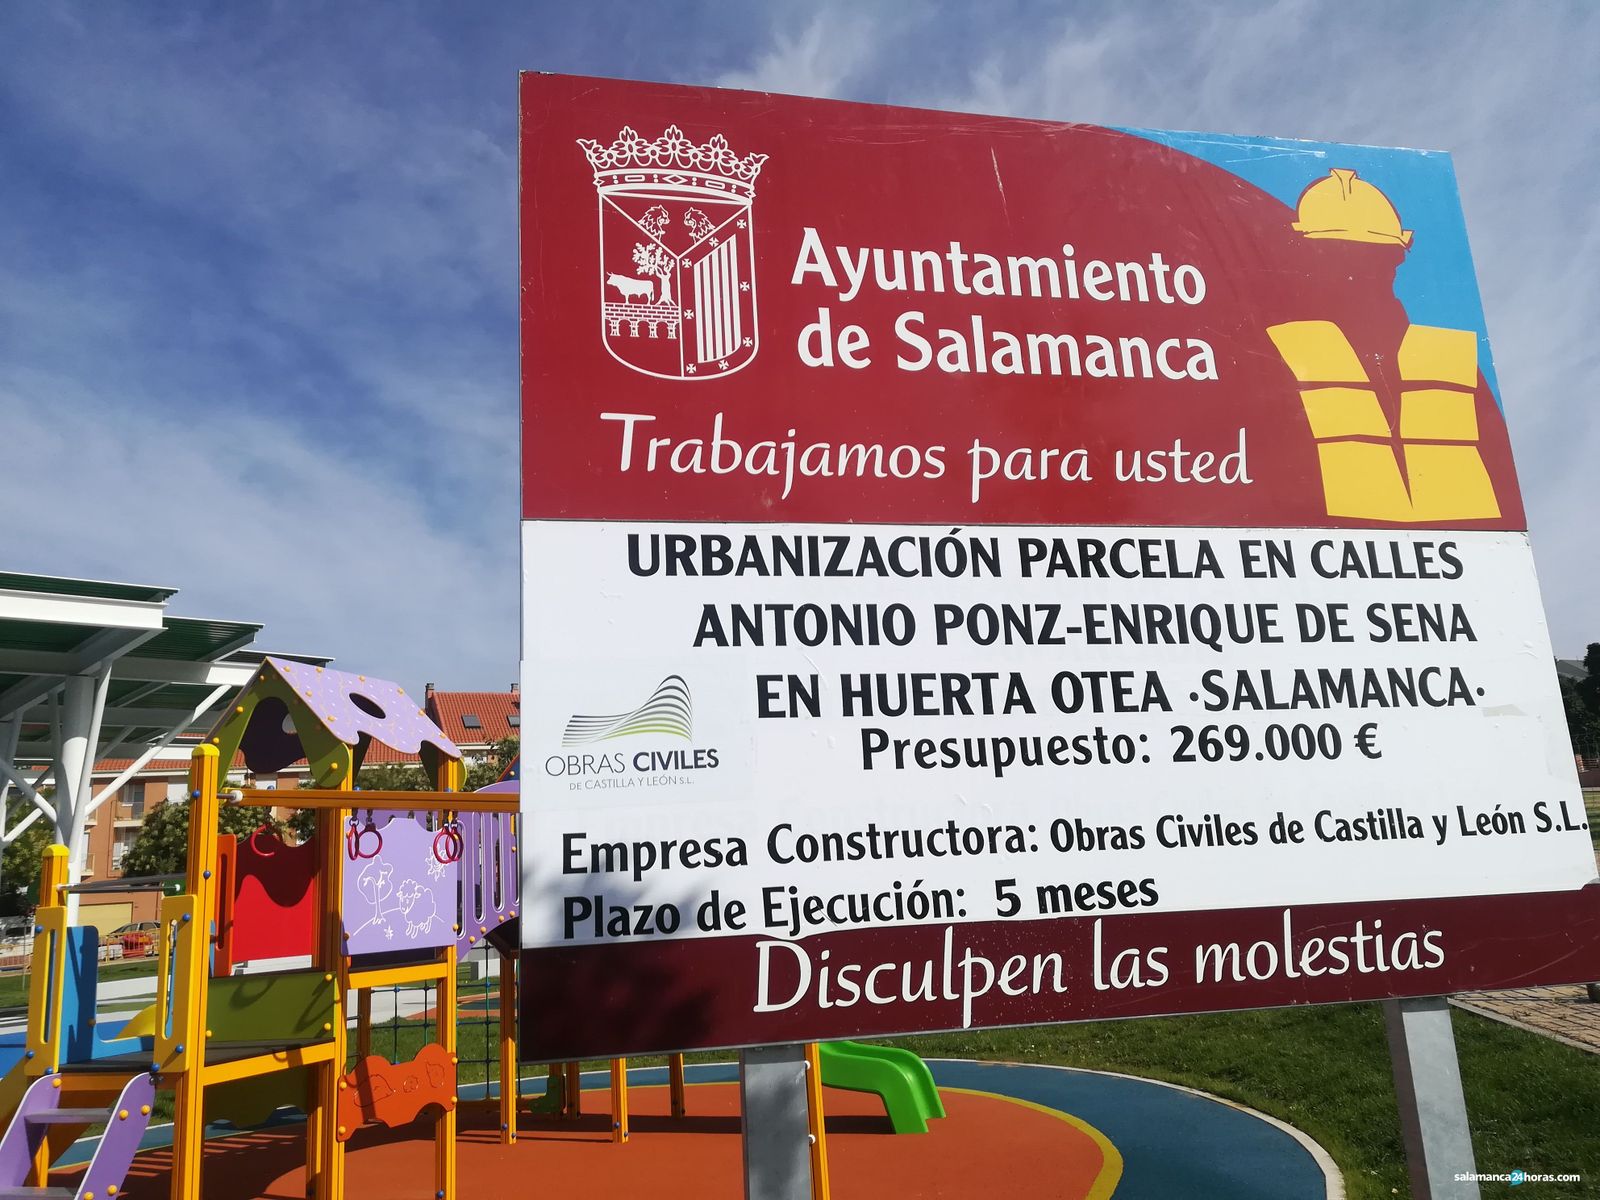 Ayuntamiento
de Salamanca
Trabajamos para usted
URBANIZACIÓN PARCELA EN CALLES
ANTONIO PONZ-ENRIQUE DE SENA
EN HUERTA OTEA ·SALAMANCA·
Presupuesto: 269.000 €
OBRAS CIVILES
DE CASTILLA Y LEÓN S.L.
Empresa Constructora: Obras Civiles de Castilla y León S.L.
Plazo de Ejecución: 5 meses
Disculpen las molestias
salamanca24horas.com